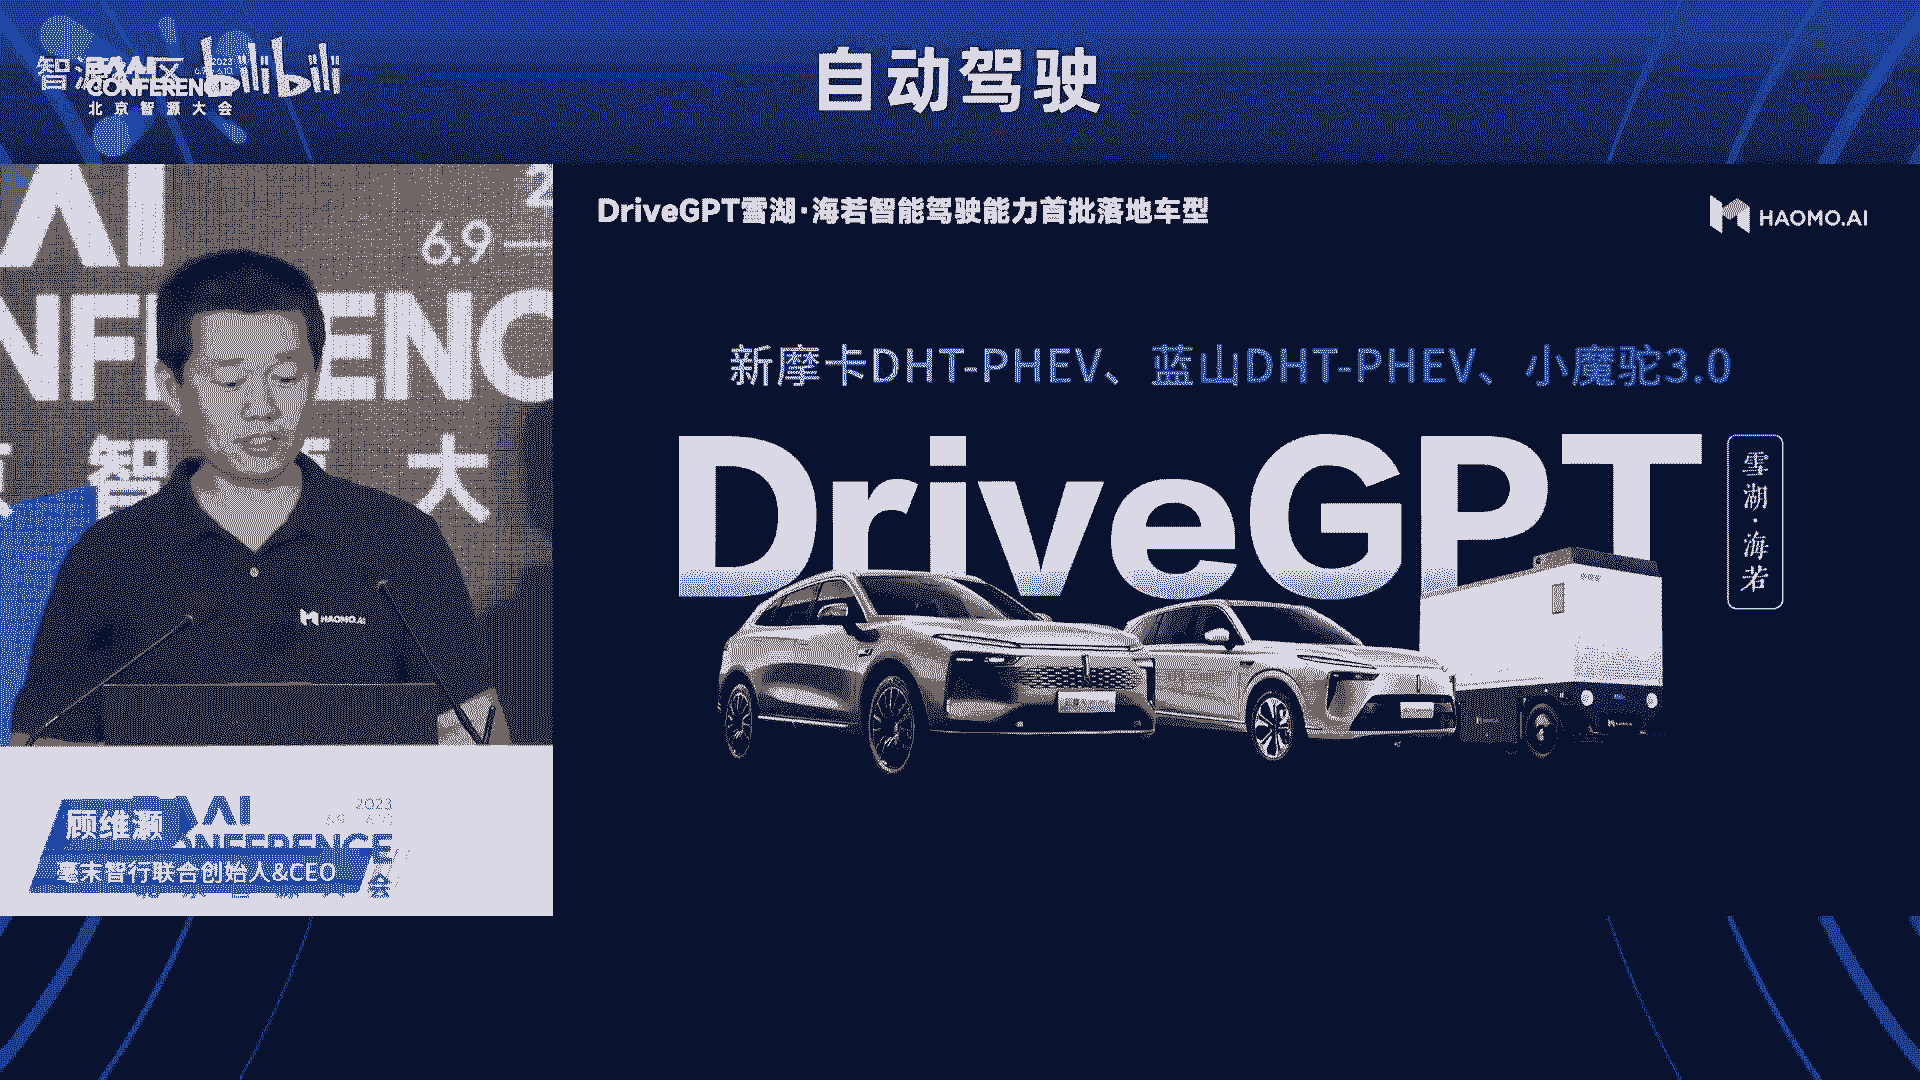 自动驾驶
智源社区 bilibili
2023
CONFERENCE
北京智源大会
DriveGPT雪湖·海若智能驾驶能力首批落地车型
HAOMO.AI
新摩卡DHT-PHEV、蓝山DHT-PHEV、小魔驼3.0
DriveGPT
雪湖·海若
AI
6.9
NFERENC
智 大
HAOMO.AI
2023
顾维灏
CONFERENCE
毫末智行联合创始人&CEO